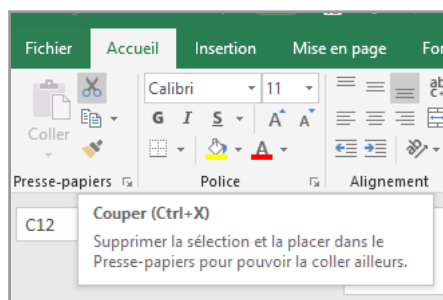 Fichier Accueil Insertion Mise en page
Calibri 11
Coller G I S A A
A
Presse-papiers Police Alignement
C12
Couper (Ctrl+X)
Supprimer la sélection et la placer dans le
Presse-papiers pour pouvoir la coller ailleurs.